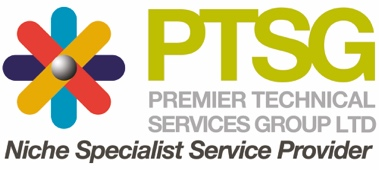 PTSG
PREMIER TECHNICAL
SERVICES GROUP LTD
Niche Specialist Service Provider